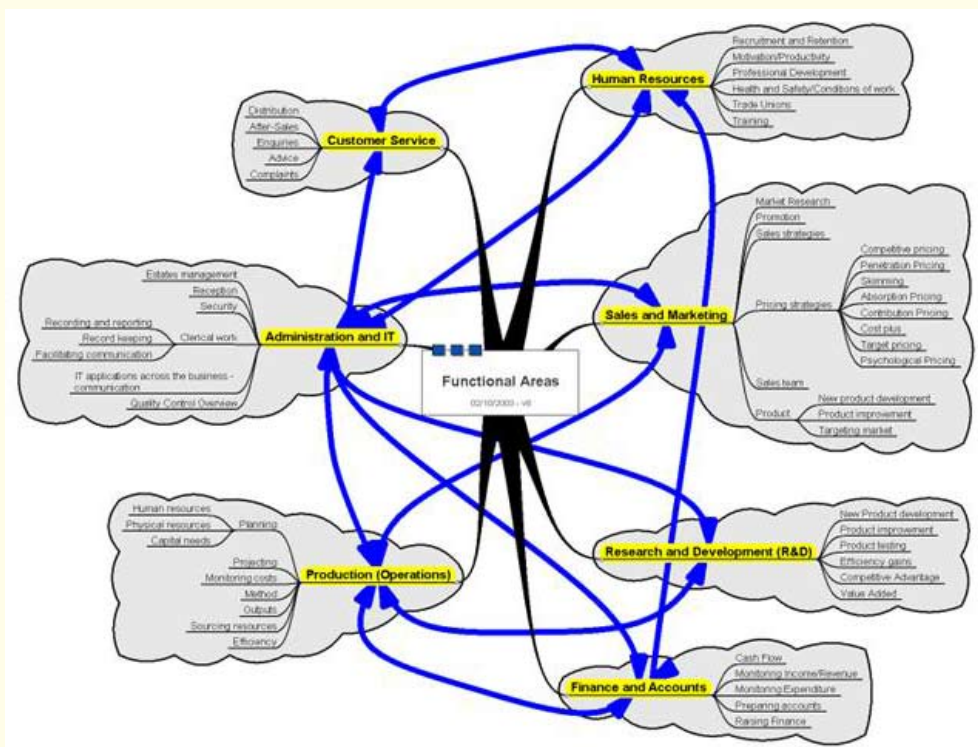 Functional Areas
02/10/2003 - v6
Human Resources
Recruitment and Retention
Motivation/Productivity
Professional Development
Health and Safety/Conditions of work
Trade Unions
Training
Sales and Marketing
Market Research
Promotion
Sales strategies
Pricing strategies
Competitive pricing
Penetration Pricing
Skimming
Absorption Pricing
Contribution Pricing
Cost plus
Target pricing
Psychological Pricing
Sales team
Product
New product development
Product improvement
Targeting market
Research and Development (R&D)
New Product development
Product improvement
Product testing
Efficiency gains
Competitive Advantage
Value Added
Finance and Accounts
Cash Flow
Monitoring Income/Revenue
Monitoring Expenditure
Preparing accounts
Raising Finance
Customer Service
Distribution
After-Sales
Enquiries
Advice
Complaints
Administration and IT
Estates management
Reception
Security
Clerical work
Recording and reporting
Record keeping
Facilitating communication
IT applications across the business -
communication
Quality Control Overview
Production (Operations)
Planning
Human resources
Physical resources
Capital needs
Projecting
Monitoring costs
Method
Outputs
Sourcing resources
Efficiency